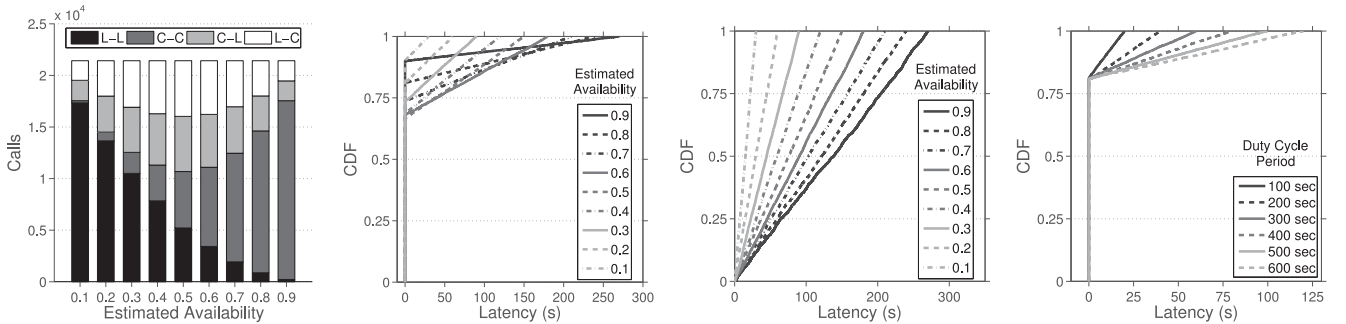 x 10⁴
2.5
2
1.5
1
0.5
0
Calls
L–L
C–C
C–L
L–C
0.1 0.2 0.3 0.4 0.5 0.6 0.7 0.8 0.9
Estimated Availability
1
0.75
0.5
0.25
0
CDF
Estimated
Availability
0.9
0.8
0.7
0.6
0.5
0.4
0.3
0.2
0.1
0 50 100 150 200 250 300
Latency (s)
1
0.75
0.5
0.25
0
CDF
Estimated
Availability
0.9
0.8
0.7
0.6
0.5
0.4
0.3
0.2
0.1
0 100 200 300
Latency (s)
1
0.75
0.5
0.25
0
CDF
Duty Cycle
Period
100 sec
200 sec
300 sec
400 sec
500 sec
600 sec
0 25 50 75 100 125
Latency (s)